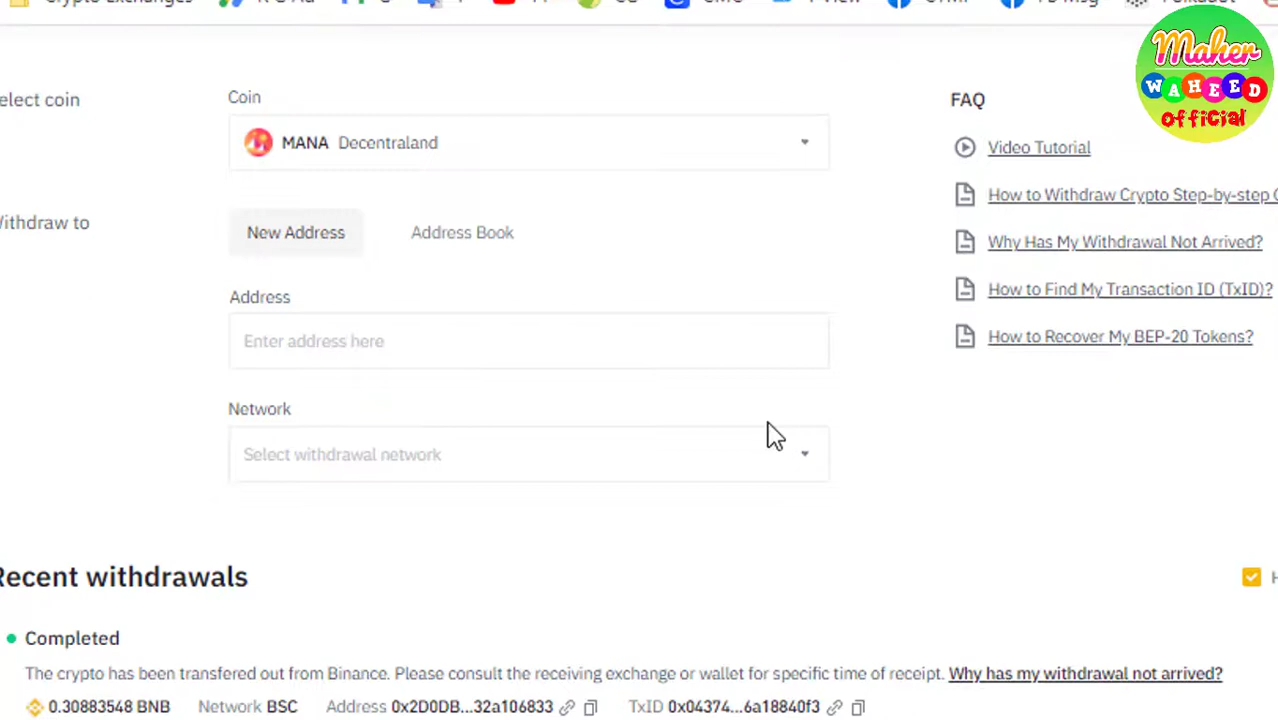 Crypto Exchanges
elect coin
Coin
MANA Decentraland
Withdraw to
New Address
Address Book
Address
Enter address here
Network
Select withdrawal network
FAQ
Video Tutorial
How to Withdraw Crypto Step-by-step
Why Has My Withdrawal Not Arrived?
How to Find My Transaction ID (TxID)?
How to Recover My BEP-20 Tokens?
Maher
WAHEED
Official
Recent withdrawals
Completed
The crypto has been transfered out from Binance. Please consult the receiving exchange or wallet for specific time of receipt. Why has my withdrawal not arrived?
0.30883548 BNB Network BSC Address 0x2D0DB...32a106833 TxID 0x04374...6a18840f3